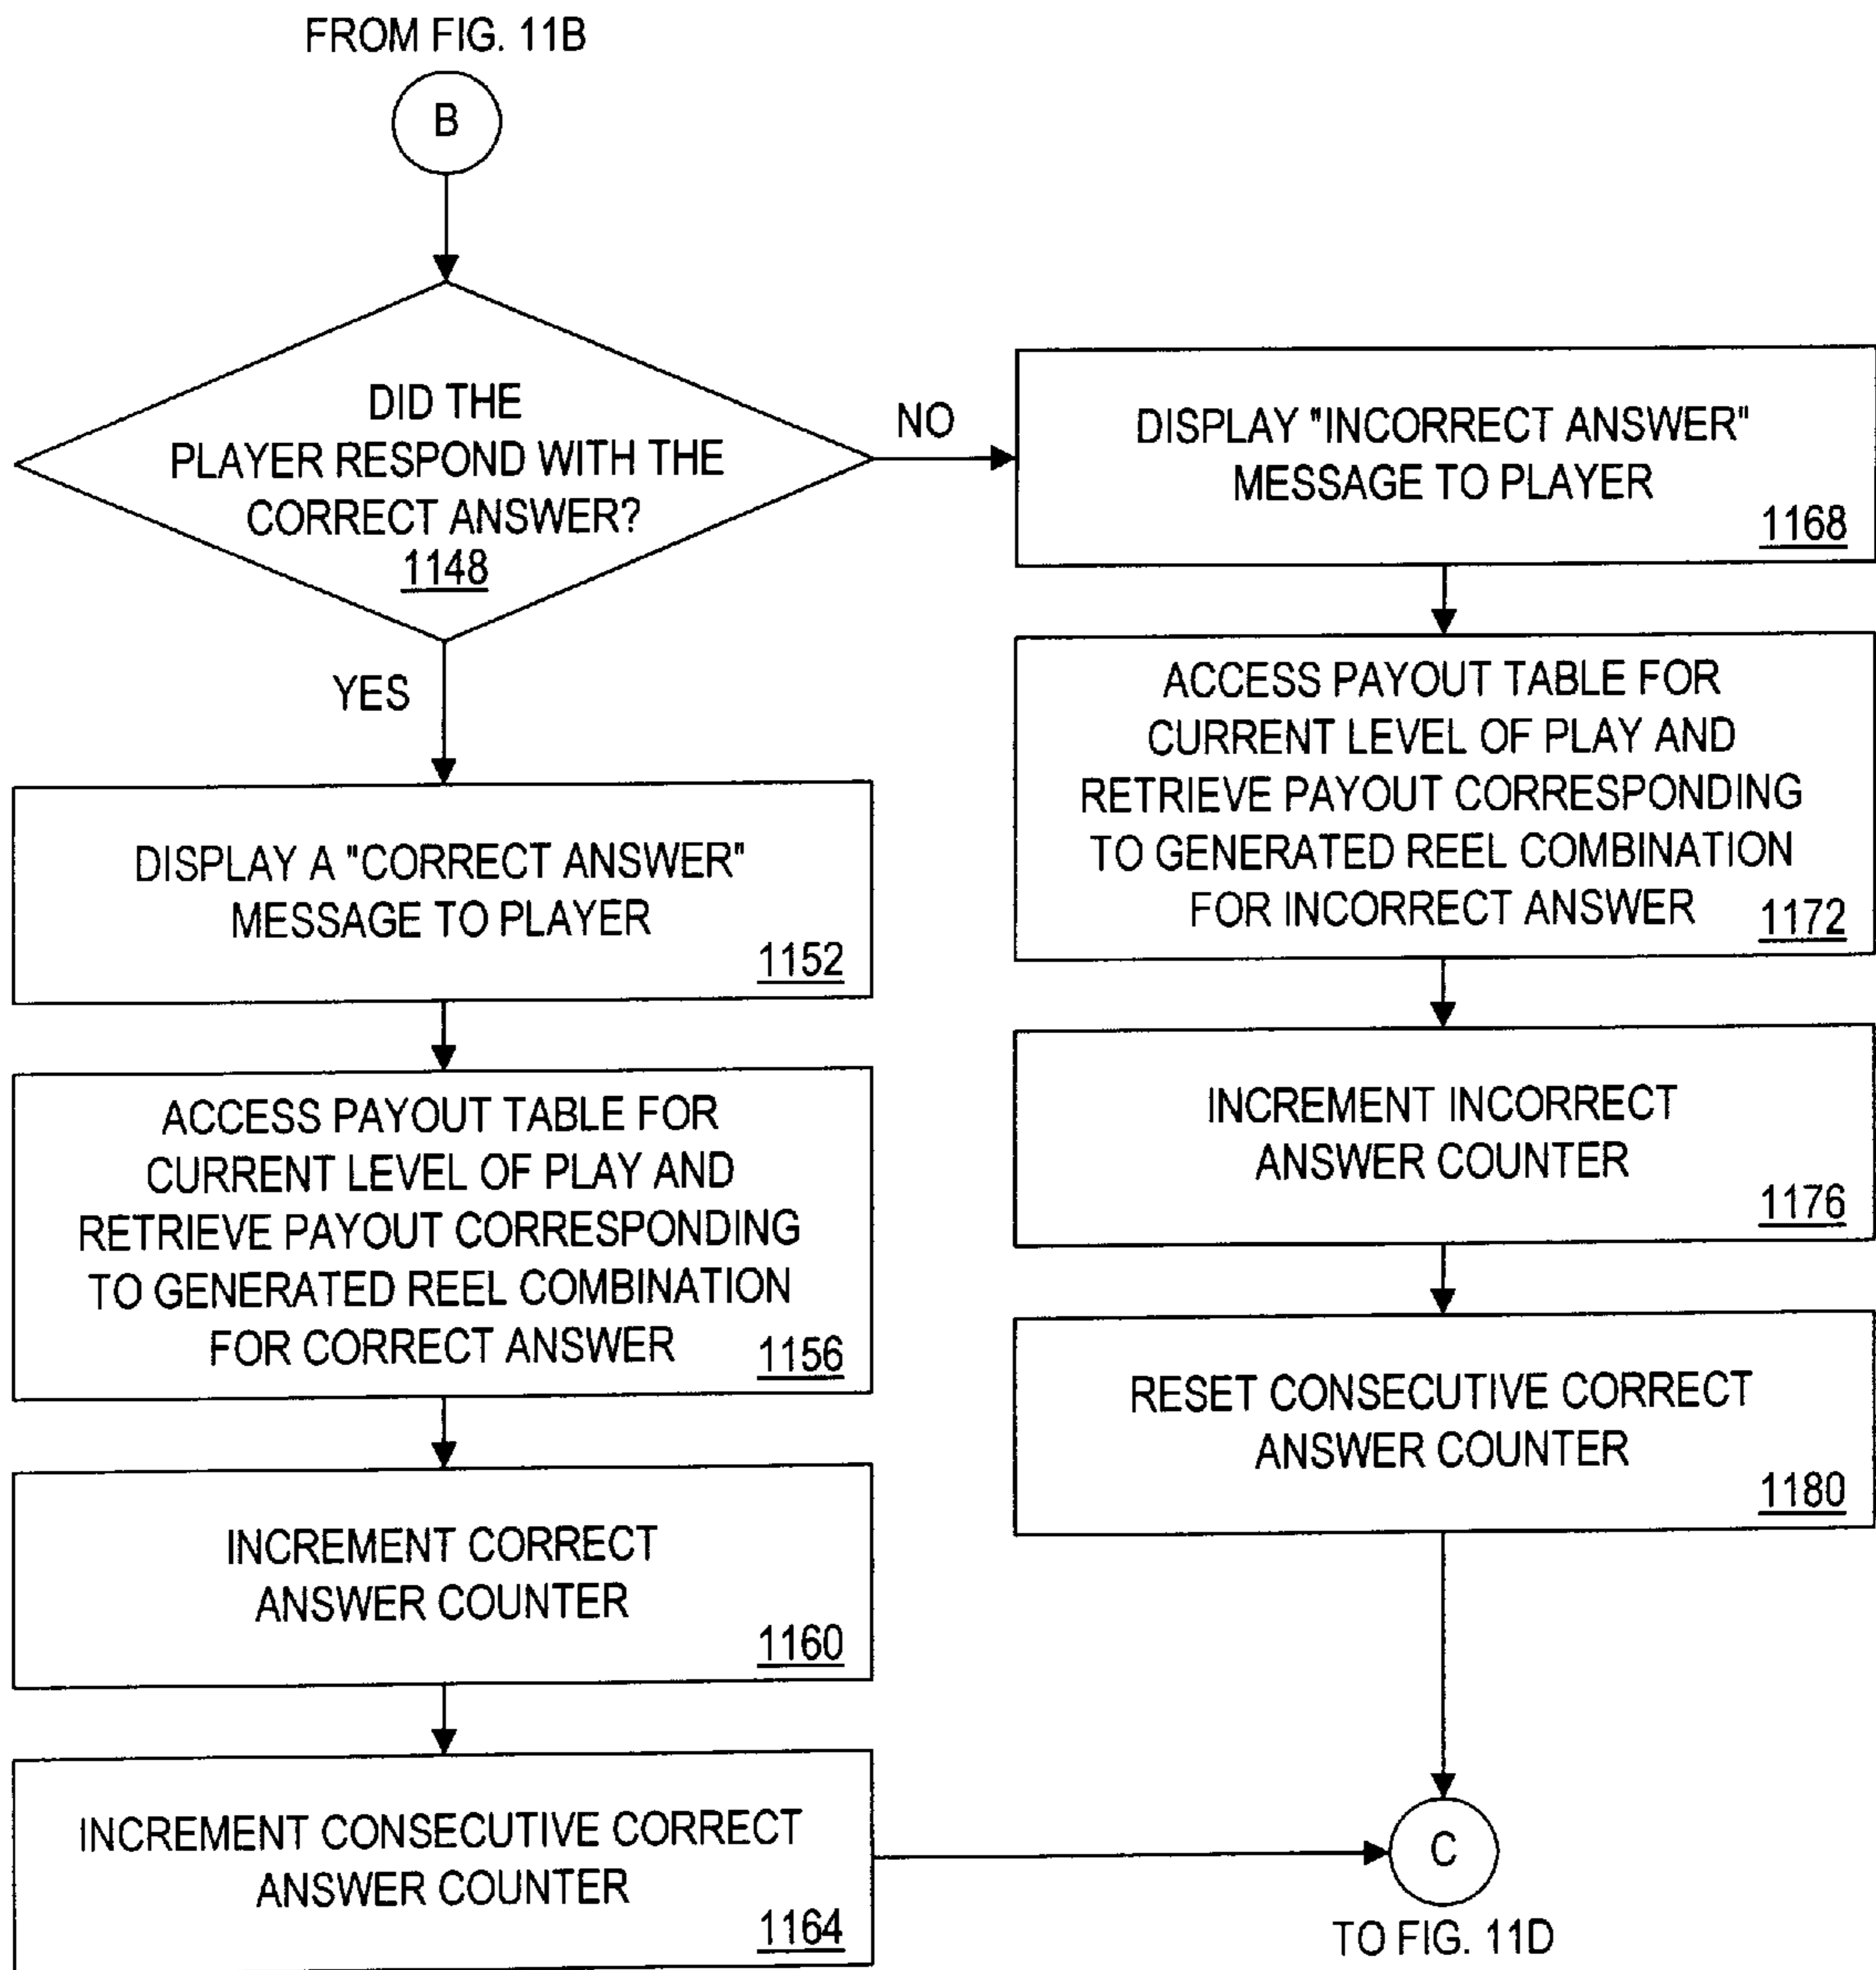 FROM FIG. 11B
B
DID THE
PLAYER RESPOND WITH THE
CORRECT ANSWER?
1148
NO
YES
DISPLAY A "CORRECT ANSWER"
MESSAGE TO PLAYER
1152
ACCESS PAYOUT TABLE FOR
CURRENT LEVEL OF PLAY AND
RETRIEVE PAYOUT CORRESPONDING
TO GENERATED REEL COMBINATION
FOR CORRECT ANSWER
1156
INCREMENT CORRECT
ANSWER COUNTER
1160
INCREMENT CONSECUTIVE CORRECT
ANSWER COUNTER
1164
DISPLAY "INCORRECT ANSWER"
MESSAGE TO PLAYER
1168
ACCESS PAYOUT TABLE FOR
CURRENT LEVEL OF PLAY AND
RETRIEVE PAYOUT CORRESPONDING
TO GENERATED REEL COMBINATION
FOR INCORRECT ANSWER
1172
INCREMENT INCORRECT
ANSWER COUNTER
1176
RESET CONSECUTIVE CORRECT
ANSWER COUNTER
1180
C
TO FIG. 11D